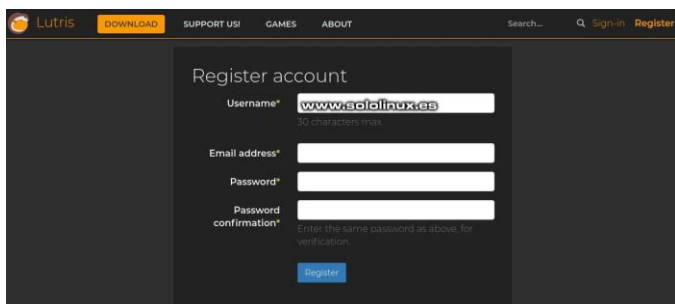 Lutris DOWNLOAD SUPPORT US! GAMES ABOUT Search... Sign-in Register
Register account
Username* www.sololinux.es
30 characters max.
Email address*
Password*
Password
confirmation*
Enter the same password as above, for
verification.
Register